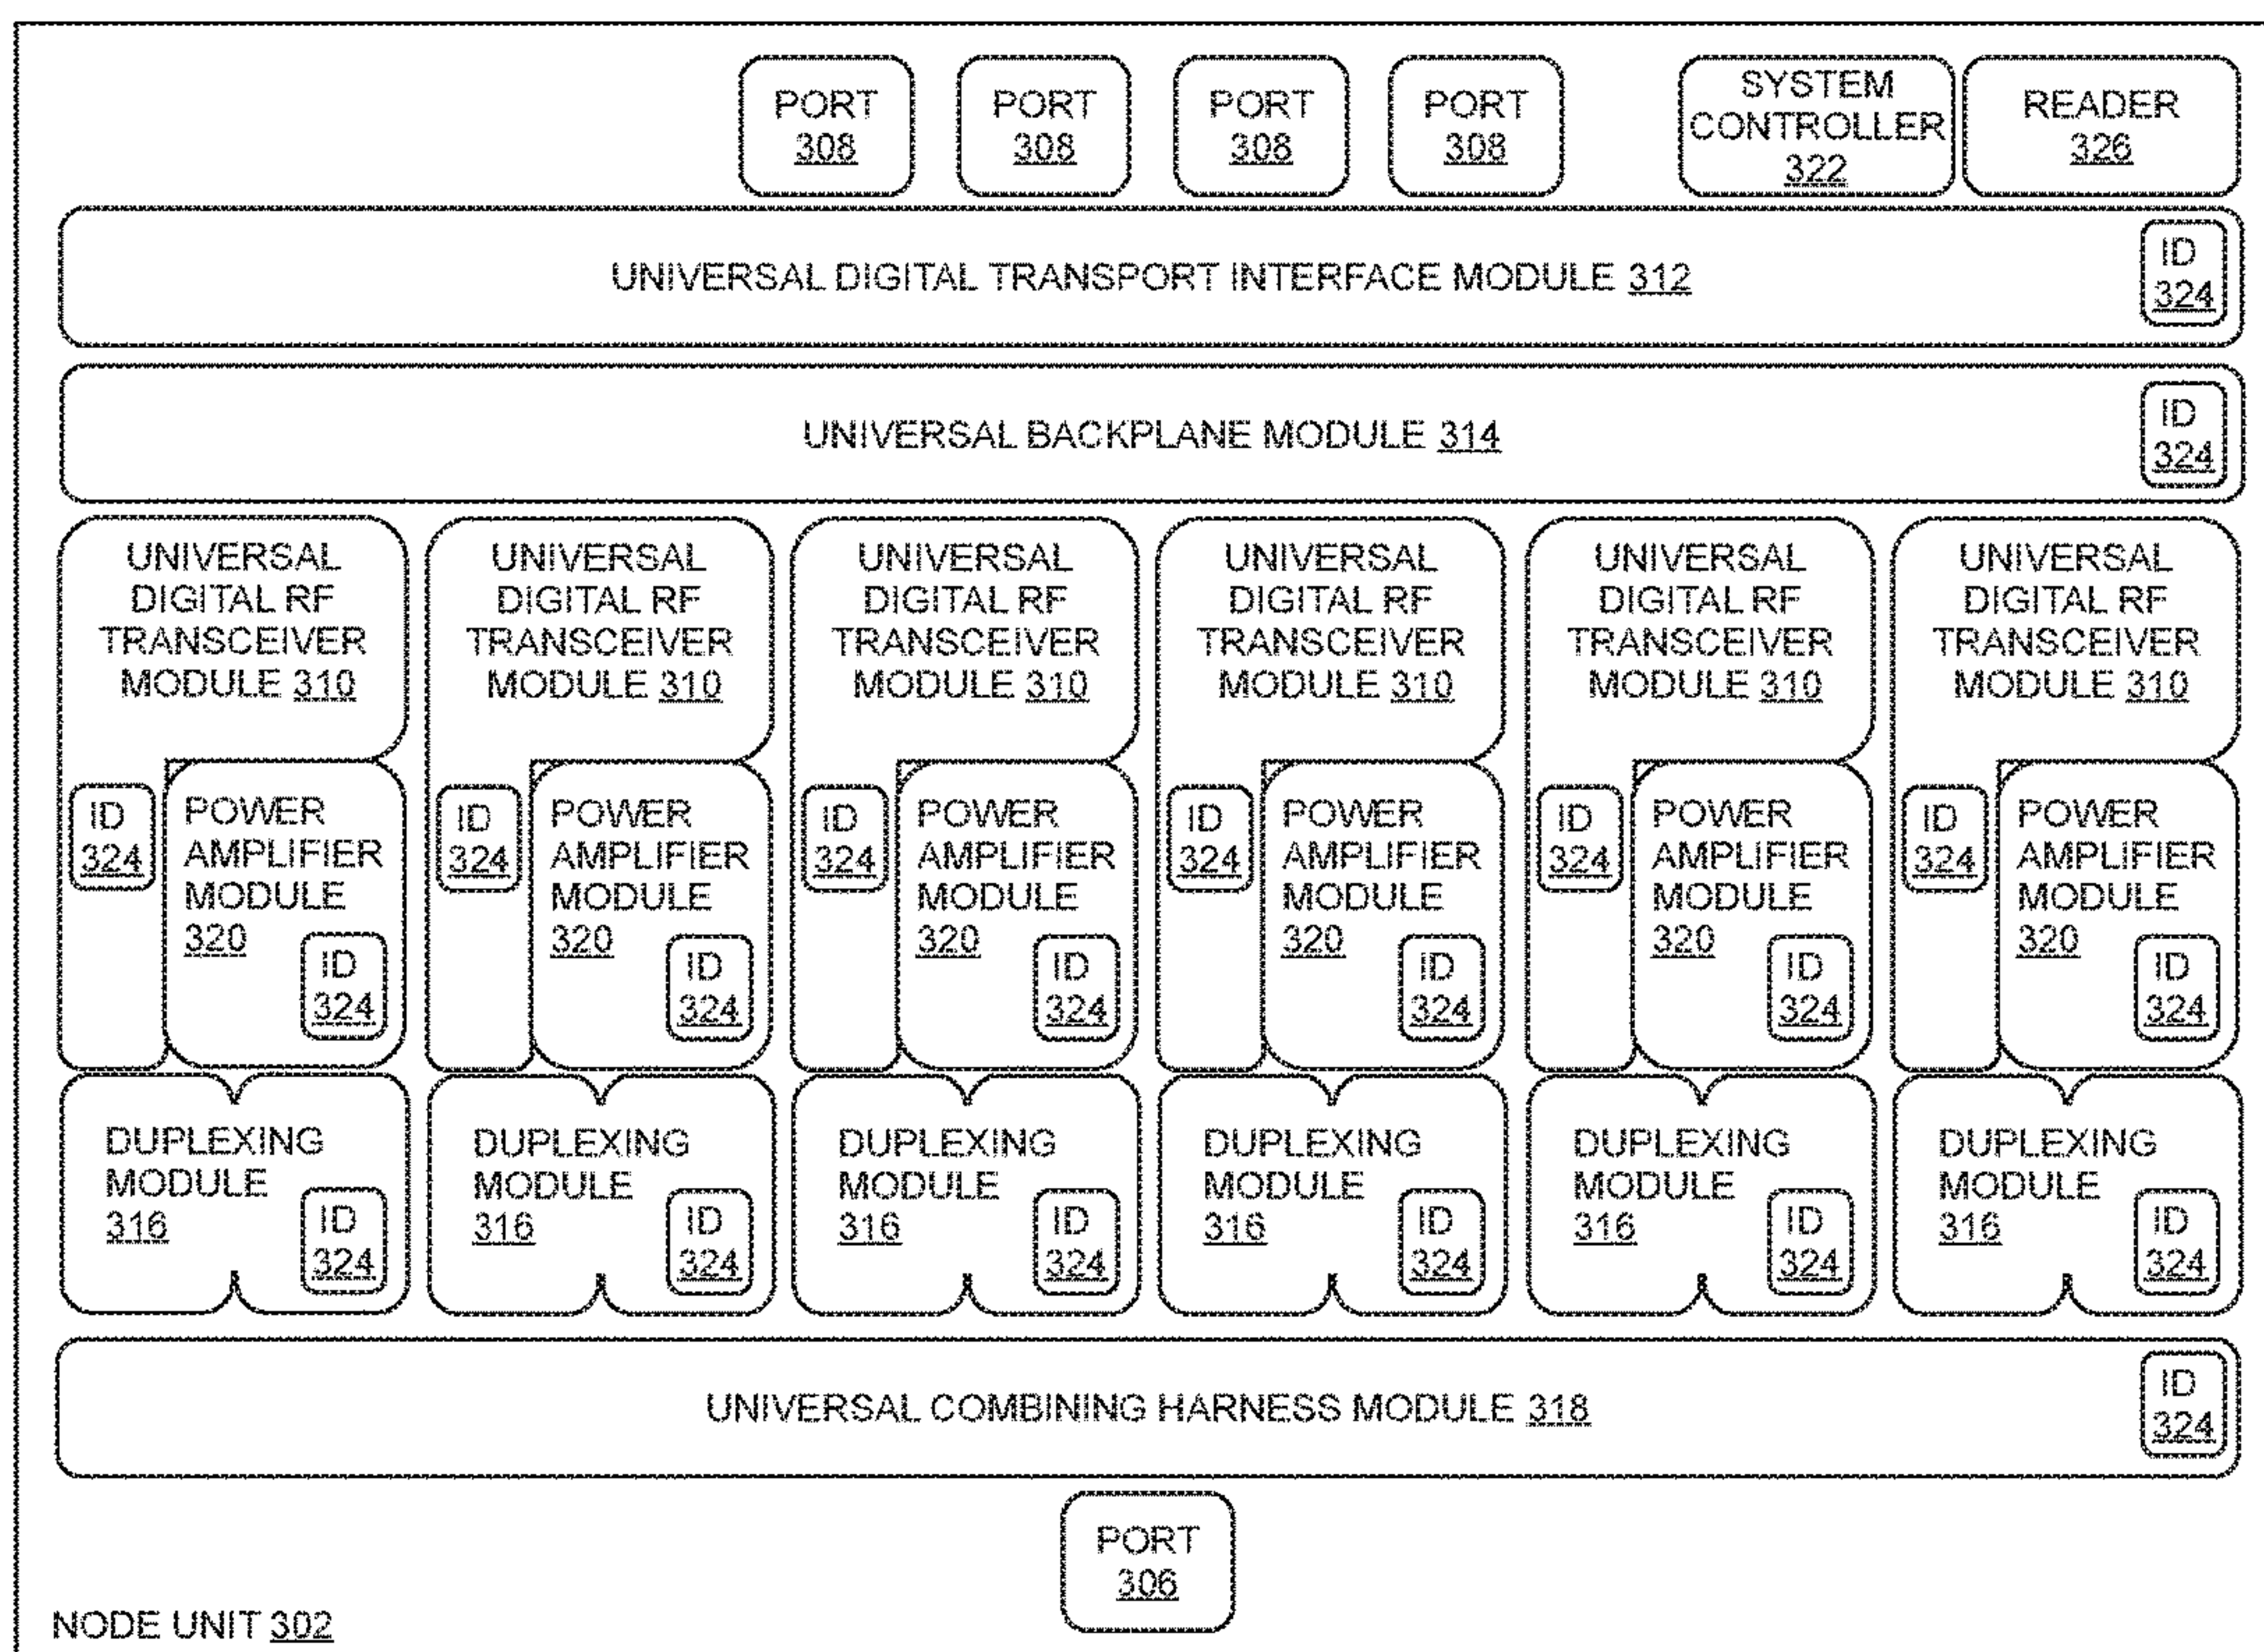 PORT
308
PORT
308
PORT
308
PORT
308
SYSTEM
CONTROLLER
322
READER
326
UNIVERSAL DIGITAL TRANSPORT INTERFACE MODULE 312
ID
324
UNIVERSAL BACKPLANE MODULE 314
ID
324
UNIVERSAL
DIGITAL RF
TRANSCEIVER
MODULE 310
ID
324
POWER
AMPLIFIER
MODULE
320
ID
324
UNIVERSAL
DIGITAL RF
TRANSCEIVER
MODULE 310
ID
324
POWER
AMPLIFIER
MODULE
320
ID
324
UNIVERSAL
DIGITAL RF
TRANSCEIVER
MODULE 310
ID
324
POWER
AMPLIFIER
MODULE
320
ID
324
UNIVERSAL
DIGITAL RF
TRANSCEIVER
MODULE 310
ID
324
POWER
AMPLIFIER
MODULE
320
ID
324
UNIVERSAL
DIGITAL RF
TRANSCEIVER
MODULE 310
ID
324
POWER
AMPLIFIER
MODULE
320
ID
324
UNIVERSAL
DIGITAL RF
TRANSCEIVER
MODULE 310
ID
324
POWER
AMPLIFIER
MODULE
320
ID
324
DUPLEXING
MODULE
316
ID
324
DUPLEXING
MODULE
316
ID
324
DUPLEXING
MODULE
316
ID
324
DUPLEXING
MODULE
316
ID
324
DUPLEXING
MODULE
316
ID
324
DUPLEXING
MODULE
316
ID
324
UNIVERSAL COMBINING HARNESS MODULE 318
ID
324
PORT
306
NODE UNIT 302